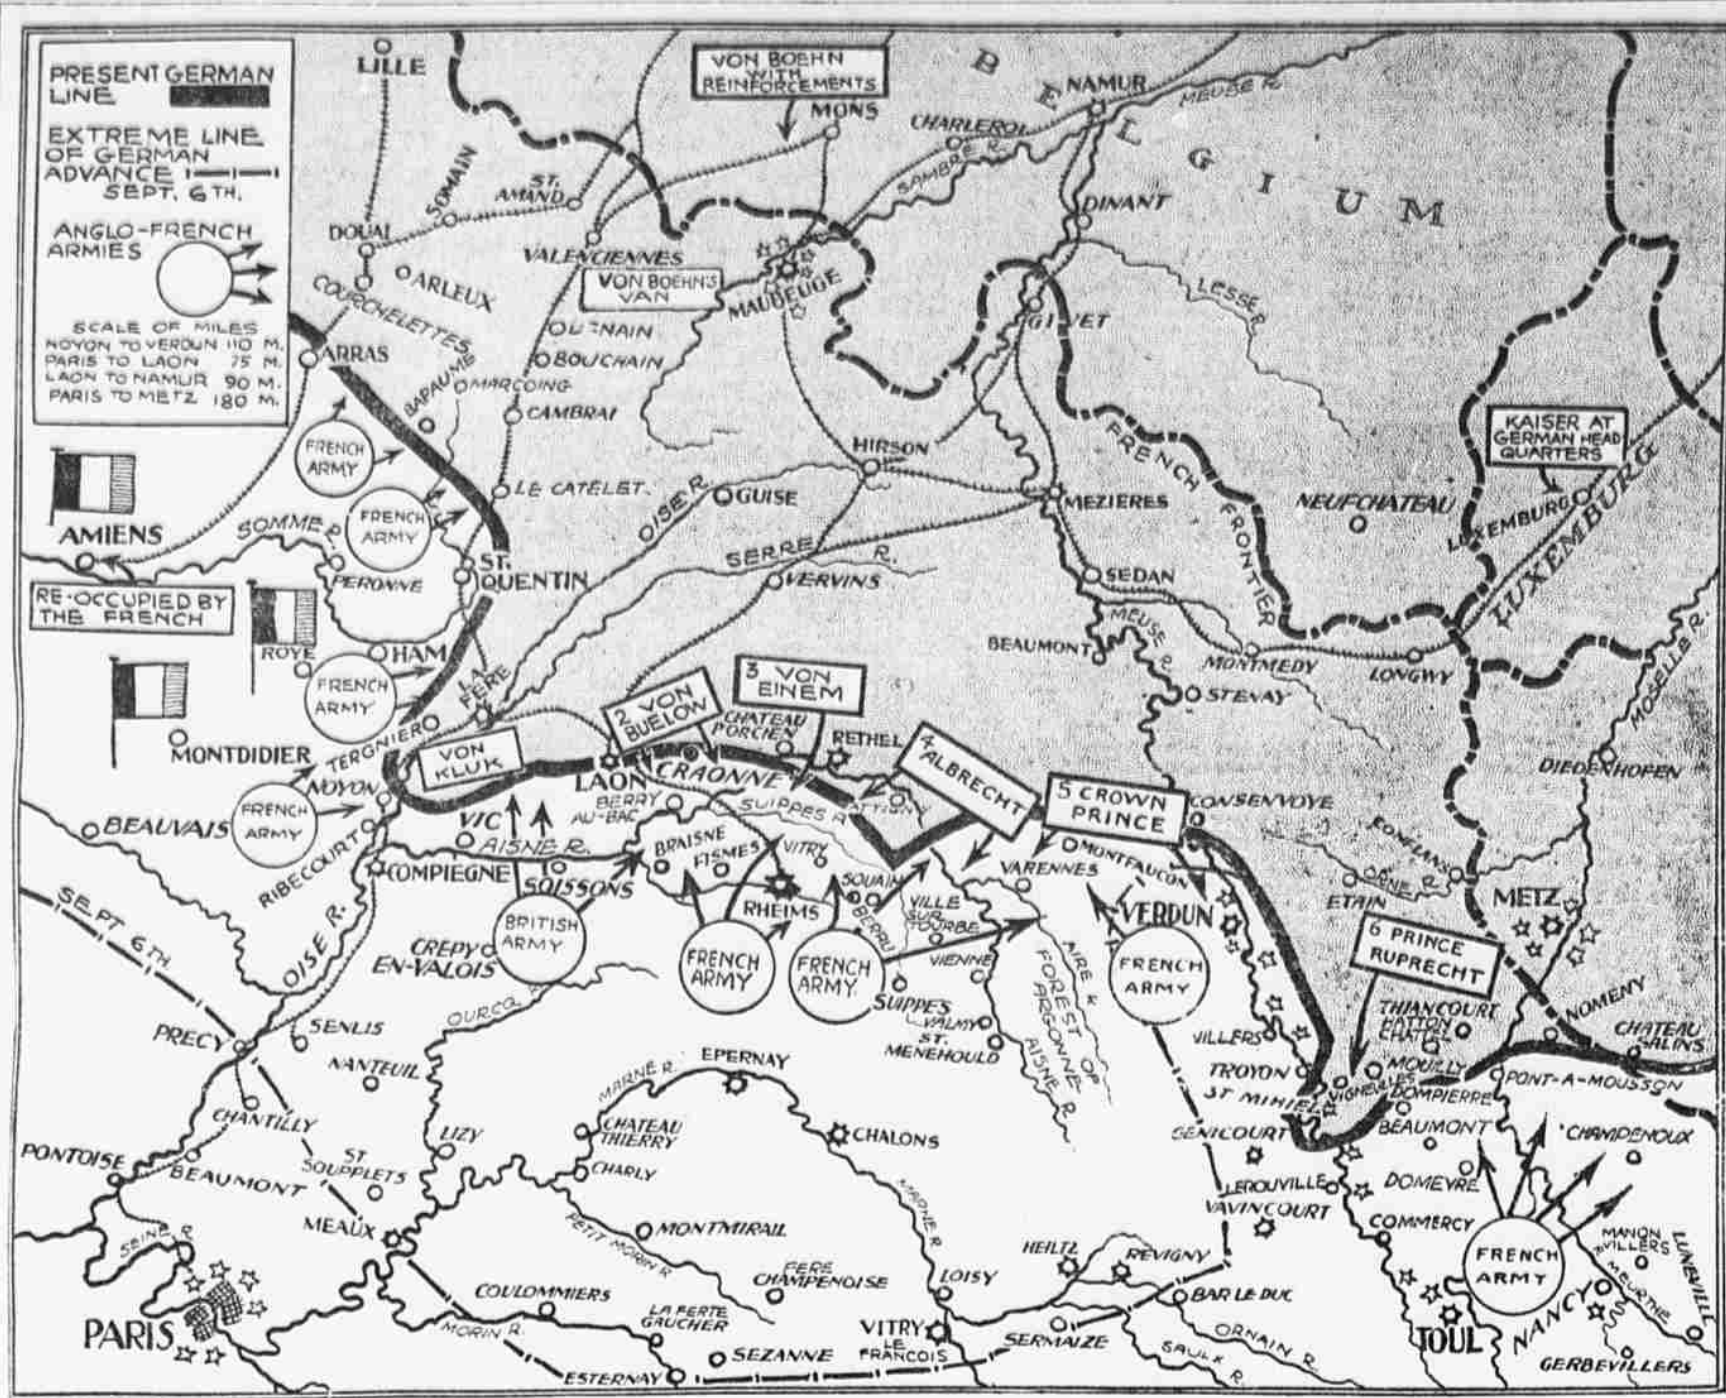 PRESENT GERMAN
LINE
EXTREME LINE
OF GERMAN
ADVANCE
SEPT. 6TH.
ANGLO-FRENCH
ARMIES
SCALE OF MILES
NOYON TO VERDUN 110 M.
PARIS TO LAON 75 M.
LAON TO NAMUR 90 M.
PARIS TO METZ 180 M.
LILLE
VON BOEHN
WITH
REINFORCEMENTS
MONS
BELGIUM
NAMUR
MEUSE R.
CHARLEROI
SAMBRE R.
DINANT
LESSE R.
SOMAIN
ST.
AMAND
DOUAI
ARLEUX
COURCHELETTES
VALENCIENNES
VON BOEHN'S
VAN
MAUBEUGE
BOUCHAIN
GIVET
ARRAS
BAPAUME
MARCOING
CAMBRAI
FRENCH
ARMY
HIRSON
FRENCH FRONTIER
KAISER AT
GERMAN HEAD
QUARTERS
LUXEMBURG
LUXEMBURG
NEUFCHATEAU
LE CATELET.
OISE R.
GUISE
MEZIERES
AMIENS
SOMME R.
FRENCH
ARMY
PERONNE
ST.
QUENTIN
SERRE R.
VERVINS
SEDAN
RE-OCCUPIED BY
THE FRENCH
ROYE
HAM
LA
FERE
BEAUMONT
MEUSE R.
MONTMEDY
LONGWY
MOSELLE R.
STENAY
FRENCH
ARMY
MONTDIDIER
TERGNIER
VON
KLUK
2 VON
BUELOW
3 VON
EINEM
CHATEAU
PORCIEN
RETHEL
4 ALBRECHT
5 CROWN
PRINCE
CONSENVOYE
DIEDENHOFEN
NOYON
LAON
CRAONNE
BERRY
AU-BAC
SUIPPES R.
ATTIGNY
BEAUVAIS
FRENCH
ARMY
VIC
AISNE R.
BRAISNE
FISMES
VITRY
VARENNES
MONTFAUCON
CONFLANS
ORNE R.
ETAIN
METZ
RIBECOURT
COMPIEGNE
SOISSONS
RHEIMS
SOUAIN
VILLE
SUR
TOURBE
VERDUN
6 PRINCE
RUPRECHT
SEPT 6TH
OISE R.
CREPY
EN-VALOIS
BRITISH
ARMY
FRENCH
ARMY
FRENCH
ARMY.
VIENNE
SUIPPES
VALMY
ST.
MENEHOULD
AIRE R
FOREST OF
ARGONNE
AISNE R.
FRENCH
ARMY
THIANCOURT
HATTON
CHATEL
NOMENY
CHATEAU
SALINS
OURCQ R.
PRECY
SENLIS
NANTEUIL
VILLERS
TROYON
ST MIHIEL
VIGNEULLES
MOUILLY
DOMPIERRE
PONT-A-MOUSSON
MARNE R.
EPERNAY
CHANTILLY
LIZY
CHATEAU
THIERRY
CHALONS
GENICOURT
BEAUMONT
CHAMPENOUX
PONTOISE
BEAUMONT
ST
SOUPPLETS
CHARLY
LEROUVILLE
DOMEVRE
VAVINCOURT
COMMERCY
MEAUX
SEINE R.
PETIT MORIN R
MONTMIRAIL
MARNE R
FRENCH
ARMY
MANON
VILLERS
MEURTHE
LUNEVILLE
HEILTZ
REVIGNY
FERE
CHAMPENOISE
LOISY
BAR LE DUC
COULOMMIERS
LA FERTE
GAUCHER
PARIS
MORIN R.
SEZANNE
VITRY
LE
FRANCOIS
SERMAIZE
ORNAIN R.
SAULX R.
TOUL
NANCY
GERBEVILLERS
ESTERNAY